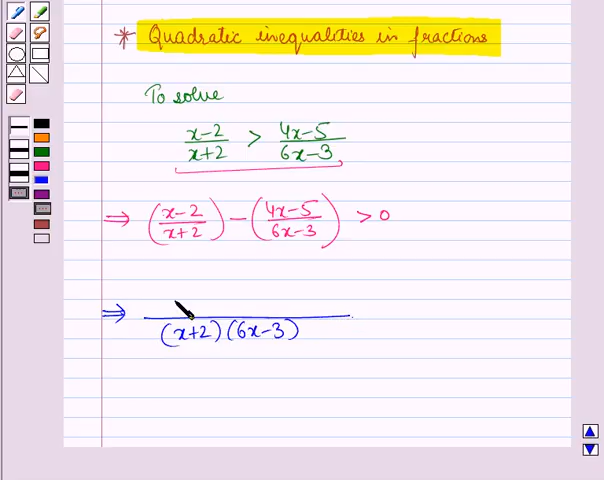 * Quadratic inequalities in fractions
To solve
x-2/x+2 > 4x-5/6x-3
⇒ (x-2/x+2) - (4x-5/6x-3) > 0
⇒ /(x+2)(6x-3)